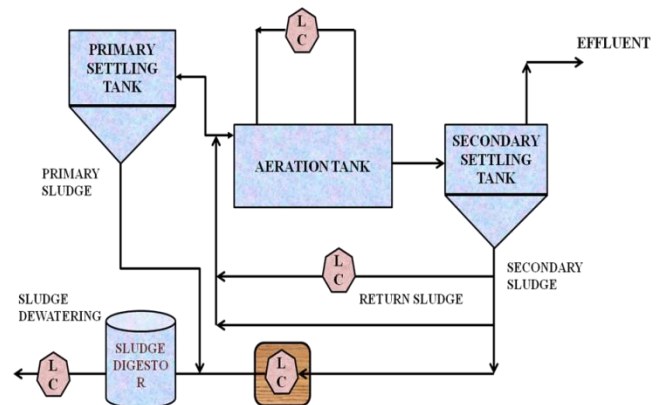 L
C
PRIMARY
SETTLING
TANK
EFFLUENT
AERATION TANK
SECONDARY
SETTLING
TANK
PRIMARY
SLUDGE
L
C
SECONDARY
SLUDGE
RETURN SLUDGE
SLUDGE
DEWATERING
SLUDGE
DIGESTO
R
L
C
L
C